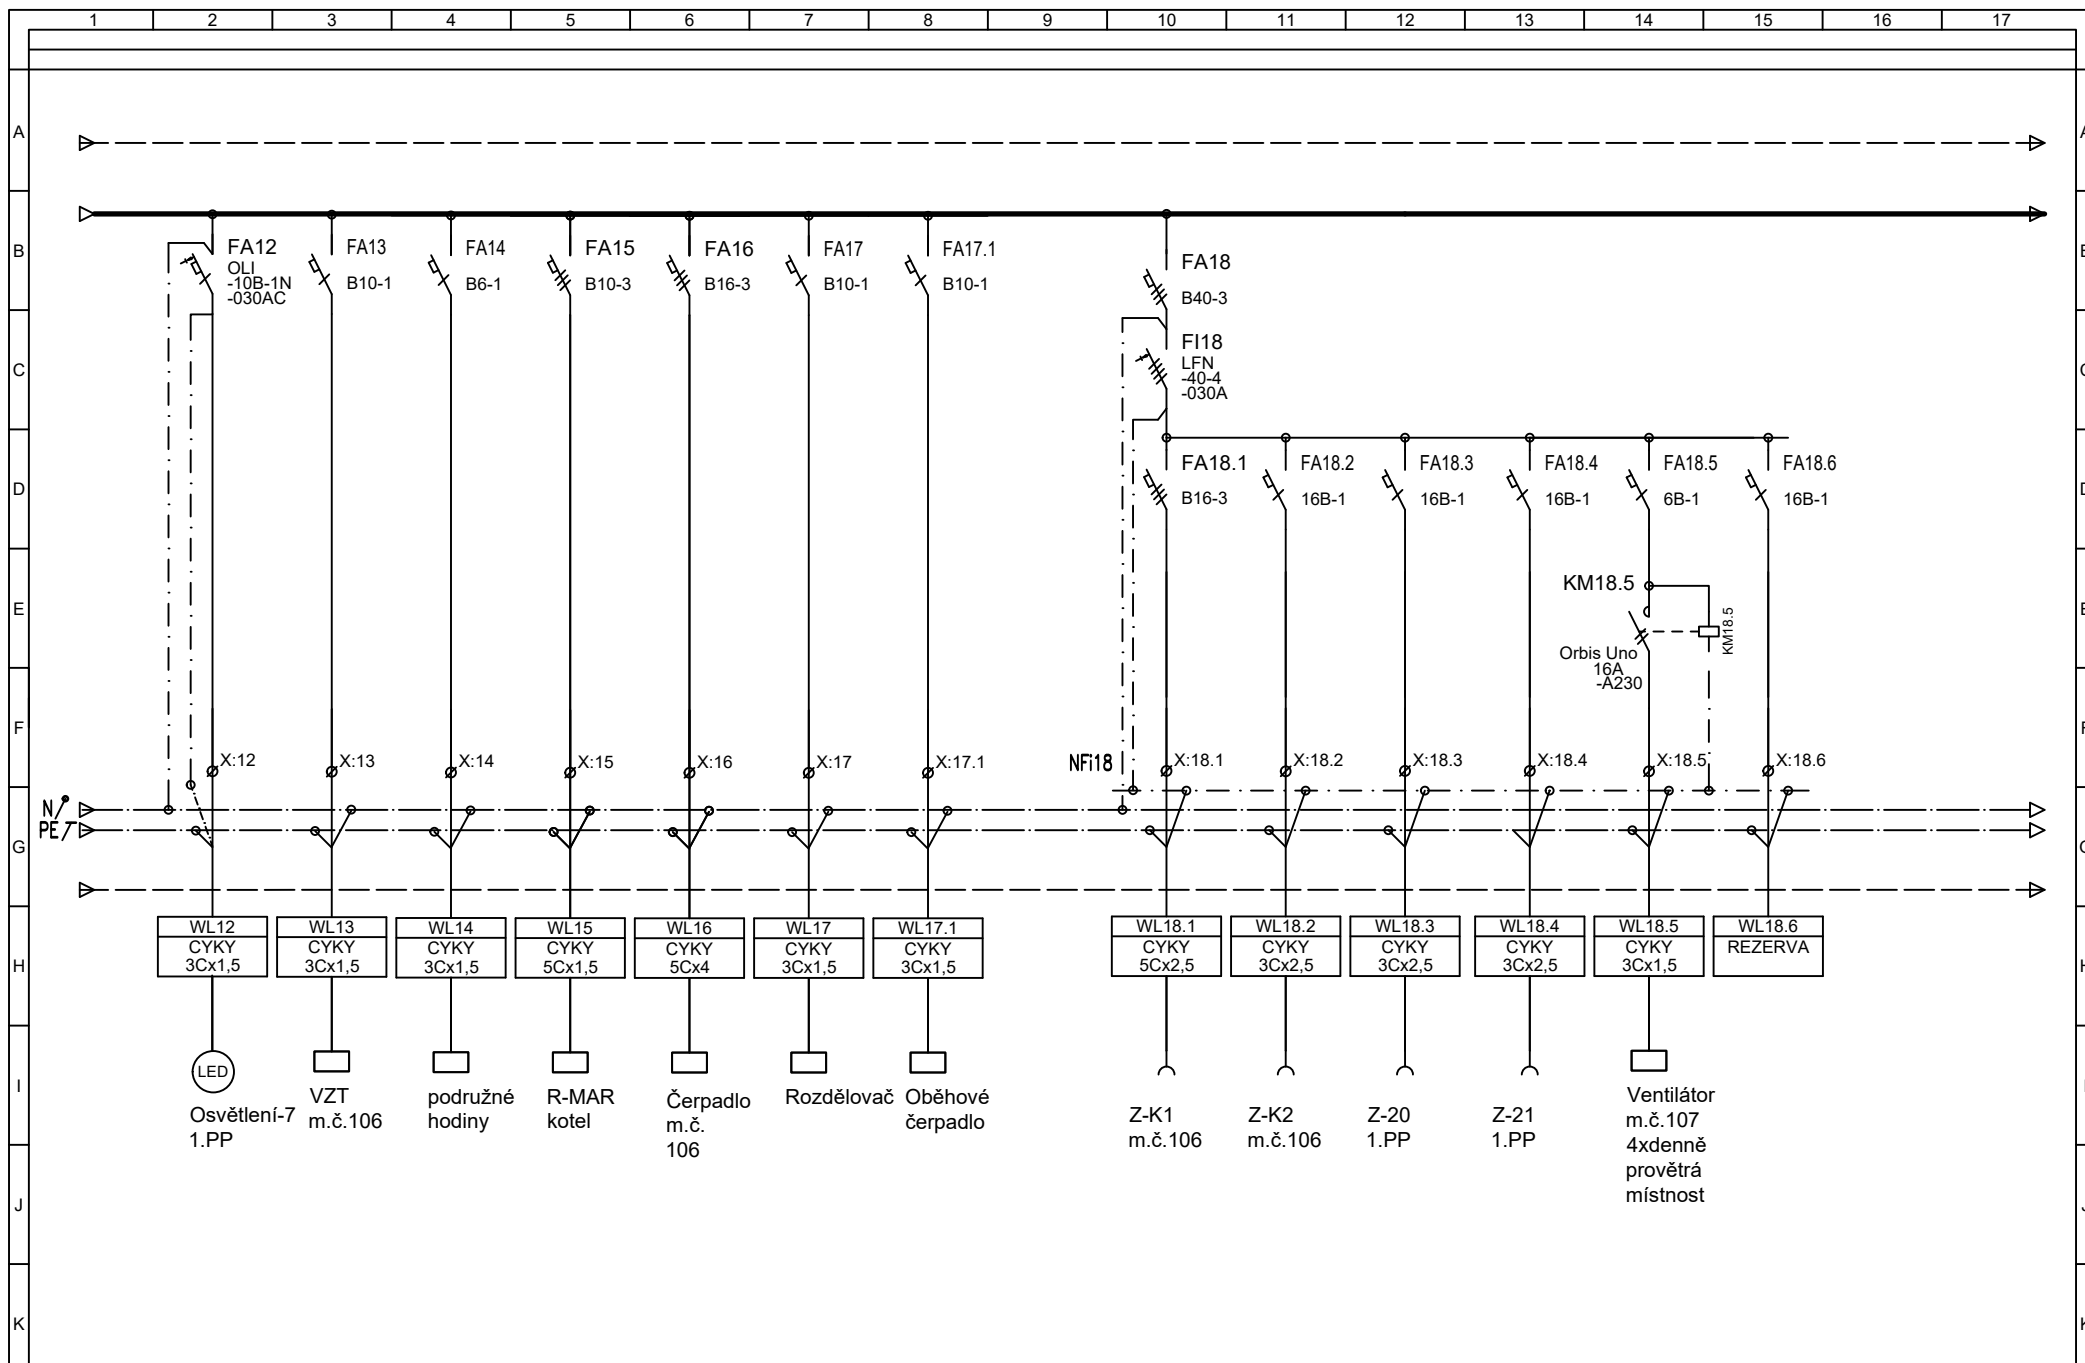 1 2 3 4 5 6 7 8 9 10 11 12 13 14 15 16 17
A
B
C
D
E
F
G
H
I
J
K
FA12
OLI
-10B-1N
-030AC
FA13
B10-1
FA14
B6-1
FA15
B10-3
FA16
B16-3
FA17
B10-1
FA17.1
B10-1
FA18
B40-3
FI18
LFN
-40-4
-030A
FA18.1
B16-3
FA18.2
16B-1
FA18.3
16B-1
FA18.4
16B-1
FA18.5
6B-1
FA18.6
16B-1
KM18.5
KM18.5
Orbis Uno
16A
-A230
X:12 X:13 X:14 X:15 X:16 X:17 X:17.1
NFi18
X:18.1 X:18.2 X:18.3 X:18.4 X:18.5 X:18.6
N
PE
WL12
CYKY
3Cx1,5
WL13
CYKY
3Cx1,5
WL14
CYKY
3Cx1,5
WL15
CYKY
5Cx1,5
WL16
CYKY
5Cx4
WL17
CYKY
3Cx1,5
WL17.1
CYKY
3Cx1,5
WL18.1
CYKY
5Cx2,5
WL18.2
CYKY
3Cx2,5
WL18.3
CYKY
3Cx2,5
WL18.4
CYKY
3Cx2,5
WL18.5
CYKY
3Cx1,5
WL18.6
REZERVA
LED
Osvětlení-7
1.PP
VZT
m.č.106
podružné
hodiny
R-MAR
kotel
Čerpadlo
m.č.
106
Rozdělovač
Oběhové
čerpadlo
Z-K1
m.č.106
Z-K2
m.č.106
Z-20
1.PP
Z-21
1.PP
Ventilátor
m.č.107
4xdenně
provětrá
místnost